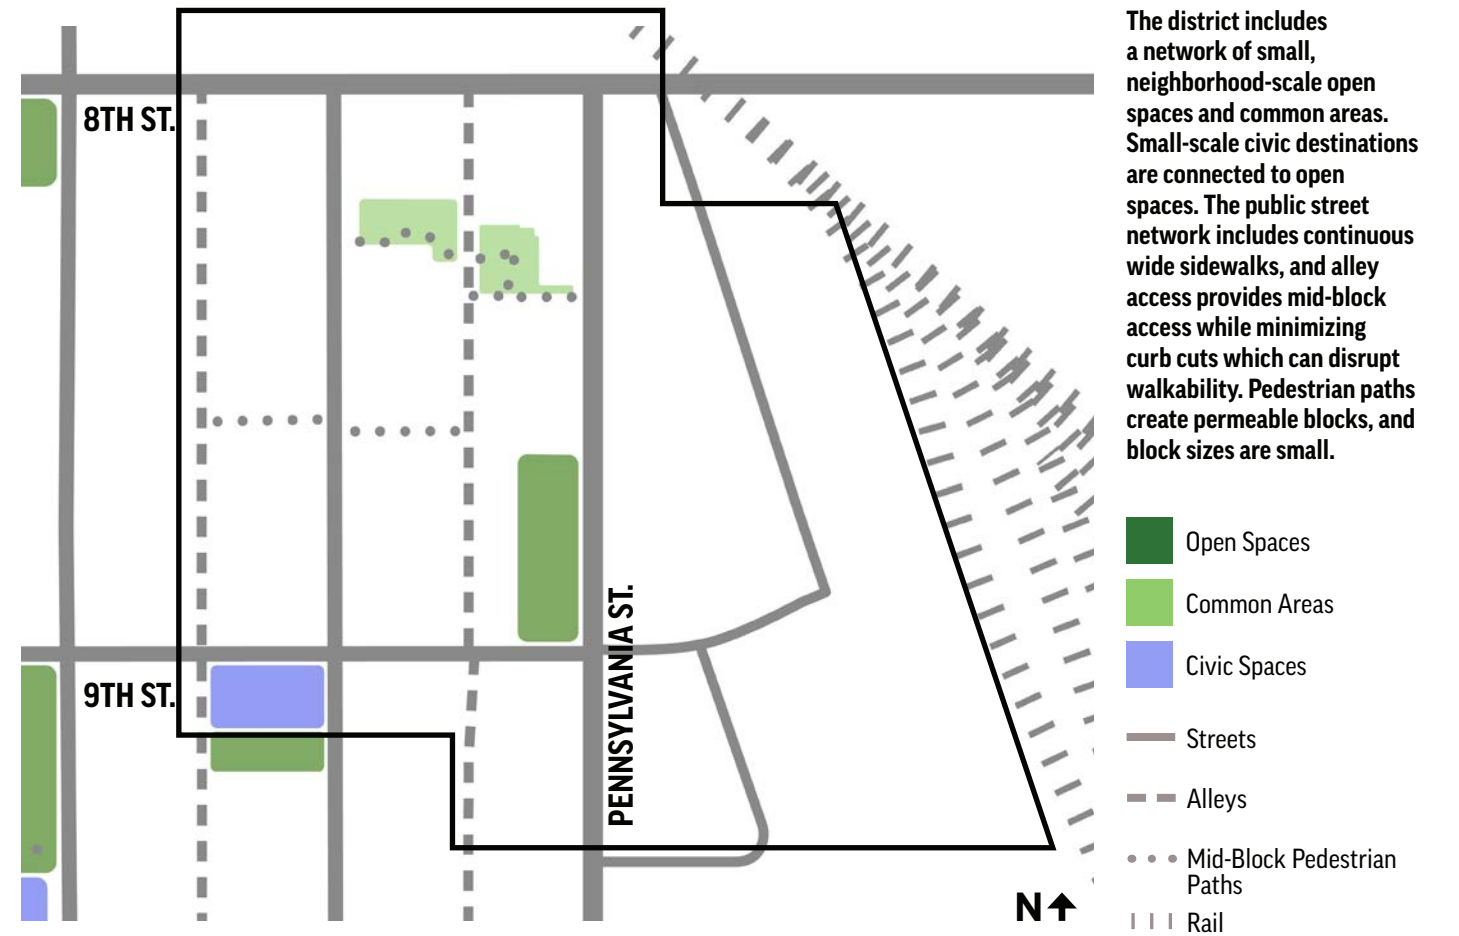 8TH ST.
9TH ST.
PENNSYLVANIA ST.
N
The district includes
a network of small,
neighborhood-scale open
spaces and common areas.
Small-scale civic destinations
are connected to open
spaces. The public street
network includes continuous
wide sidewalks, and alley
access provides mid-block
access while minimizing
curb cuts which can disrupt
walkability. Pedestrian paths
create permeable blocks, and
block sizes are small.
Open Spaces
Common Areas
Civic Spaces
Streets
Alleys
Mid-Block Pedestrian
Paths
Rail